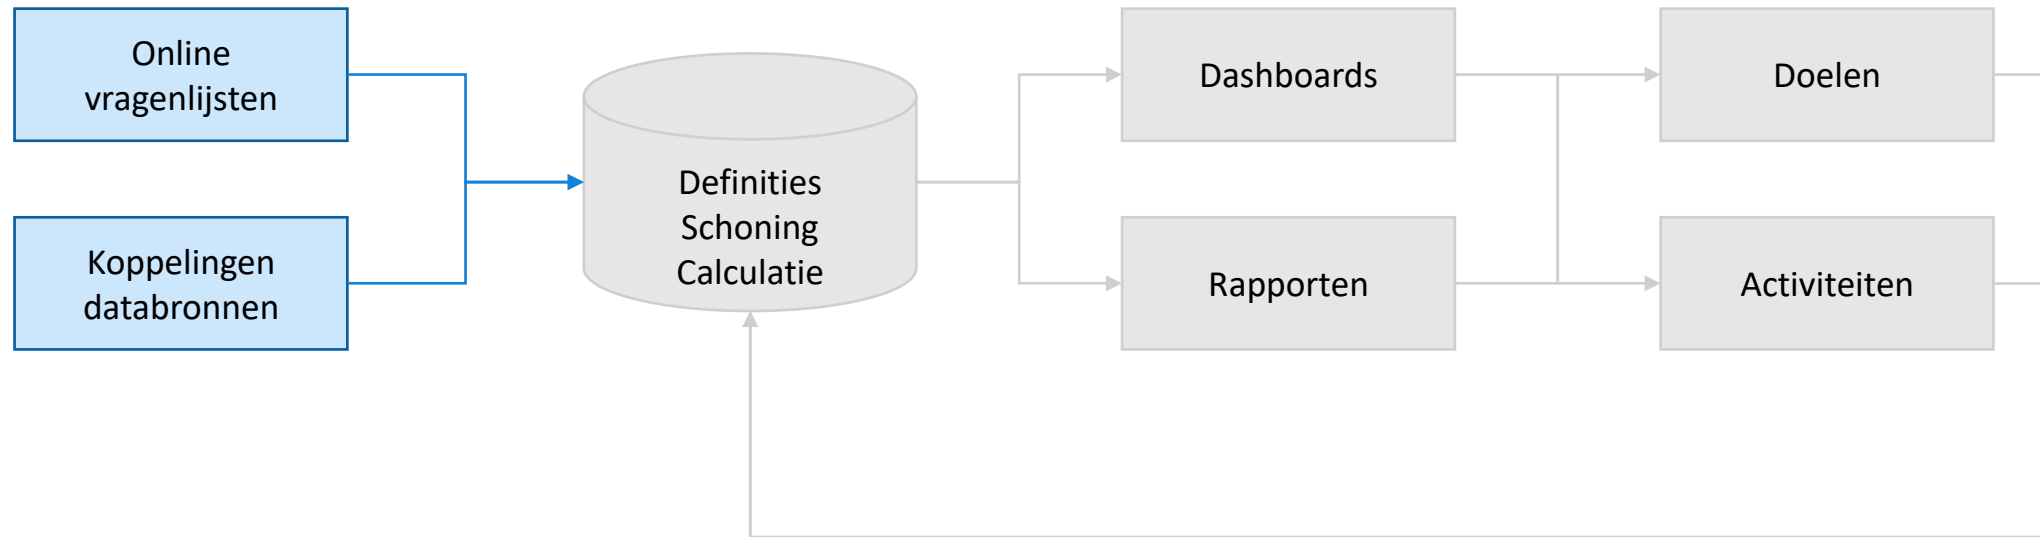 Online
vragenlijsten
Koppelingen
databronnen
Definities
Schoning
Calculatie
Dashboards
Rapporten
Doelen
Activiteiten